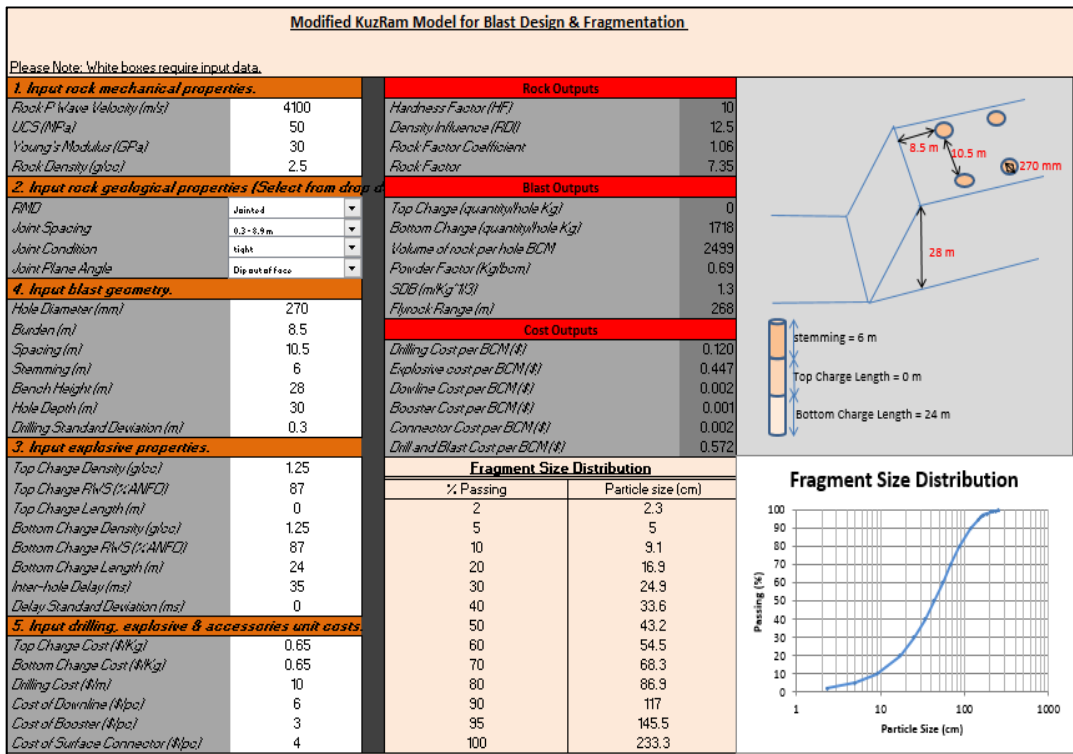 Modified KuzRam Model for Blast Design & Fragmentation
Please Note: White boxes require input data.
1. Input rock mechanical properties.
Rock P Wave Velocity (m/s) 4100
UCS (MPa) 50
Young's Modulus (GPa) 30
Rock Density (g/cc) 2.5
2. Input rock geological properties (Select from drop d
RMD Jointed
Joint Spacing 0.3 - 8.9 m
Joint Condition tight
Joint Plane Angle Dip out of face
4. Input blast geometry.
Hole Diameter (mm) 270
Burden (m) 8.5
Spacing (m) 10.5
Stemming (m) 6
Bench Height (m) 28
Hole Depth (m) 30
Drilling Standard Deviation (m) 0.3
3. Input explosive properties.
Top Charge Density (g/cc) 1.25
Top Charge RWS (%ANFO) 87
Top Charge Length (m) 0
Bottom Charge Density (g/cc) 1.25
Bottom Charge RWS (%ANFO) 87
Bottom Charge Length (m) 24
Inter-hole Delay (ms) 35
Delay Standard Deviation (ms) 0
5. Input drilling, explosive & accessories unit costs.
Top Charge Cost ($/Kg) 0.65
Bottom Charge Cost ($/Kg) 0.65
Drilling Cost ($/m) 10
Cost of Downline ($/pc) 6
Cost of Booster ($/pc) 3
Cost of Surface Connector ($/pc) 4
Rock Outputs
Hardness Factor (HF) 10
Density Influence (RDI) 12.5
Rock Factor Coefficient 1.06
Rock Factor 7.35
Blast Outputs
Top Charge (quantity/hole Kg) 0
Bottom Charge (quantity/hole Kg) 1718
Volume of rock per hole BCM 2499
Powder Factor (Kg/bcm) 0.69
SDB (m/Kg^1/3) 1.3
Flyrock Range (m) 268
Cost Outputs
Drilling Cost per BCM ($) 0.120
Explosive cost per BCM ($) 0.447
Dowline Cost per BCM ($) 0.002
Booster Cost per BCM ($) 0.001
Connector Cost per BCM ($) 0.002
Drill and Blast Cost per BCM ($) 0.572
Fragment Size Distribution
% Passing Particle size (cm)
2 2.3
5 5
10 9.1
20 16.9
30 24.9
40 33.6
50 43.2
60 54.5
70 68.3
80 86.9
90 117
95 145.5
100 233.3
8.5 m
10.5 m
270 mm
28 m
stemming = 6 m
Top Charge Length = 0 m
Bottom Charge Length = 24 m
Fragment Size Distribution
Passing (%)
100
90
80
70
60
50
40
30
20
10
0
1 10 100 1000
Particle Size (cm)